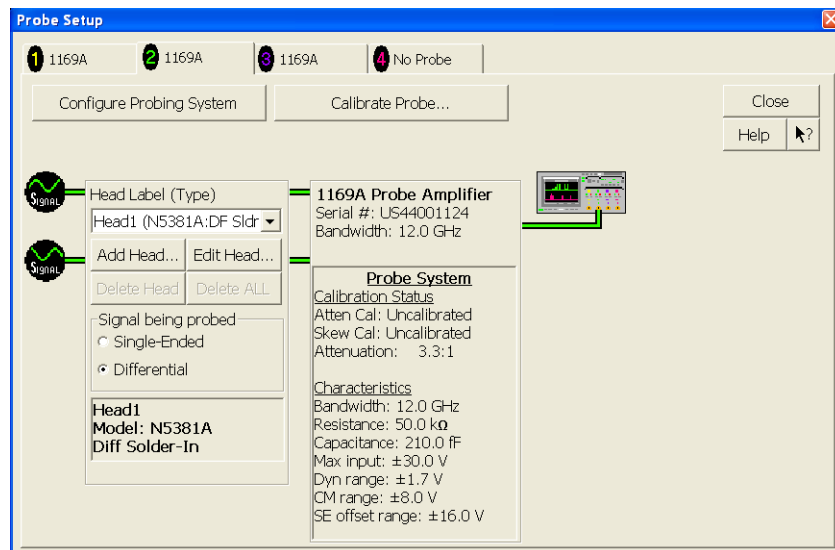 Probe Setup
1 1169A
2 1169A
3 1169A
4 No Probe
Configure Probing System
Calibrate Probe...
Close
Help
?
Signal
Head Label (Type)
Head1 (N5381A:DF Sldr
Add Head...
Edit Head...
Delete Head
Delete ALL
Signal
Signal being probed
Single-Ended
Differential
Head1
Model: N5381A
Diff Solder-In
1169A Probe Amplifier
Serial #: US44001124
Bandwidth: 12.0 GHz
Probe System
Calibration Status
Atten Cal: Uncalibrated
Skew Cal: Uncalibrated
Attenuation: 3.3:1
Characteristics
Bandwidth: 12.0 GHz
Resistance: 50.0 kΩ
Capacitance: 210.0 fF
Max input: ±30.0 V
Dyn range: ±1.7 V
CM range: ±8.0 V
SE offset range: ±16.0 V